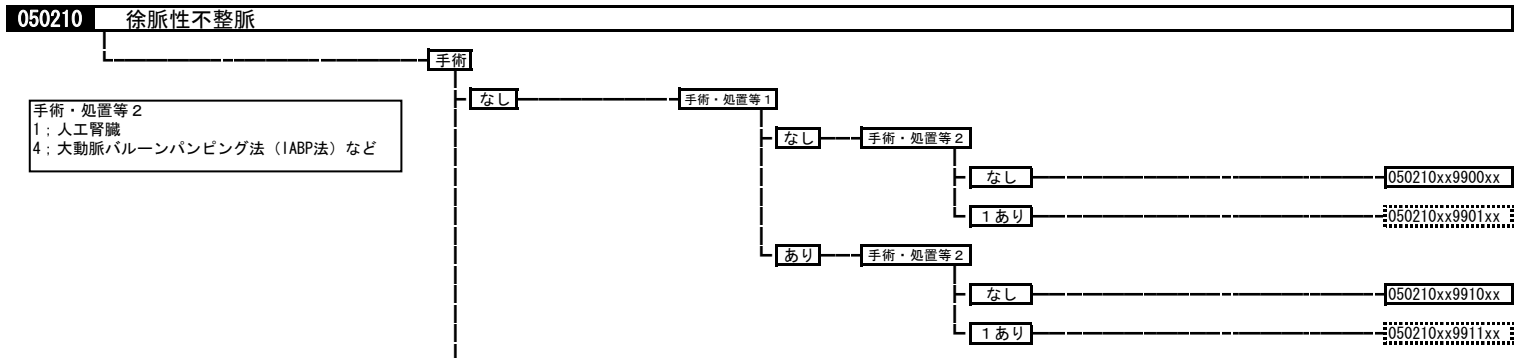 050210 徐脈性不整脈
手術
なし 手術・処置等1
手術・処置等2
1；人工腎臓
4；大動脈バルーンパンピング法（IABP法）など
なし 手術・処置等2
なし 050210xx9900xx
1あり 050210xx9901xx
あり 手術・処置等2
なし 050210xx9910xx
1あり 050210xx9911xx